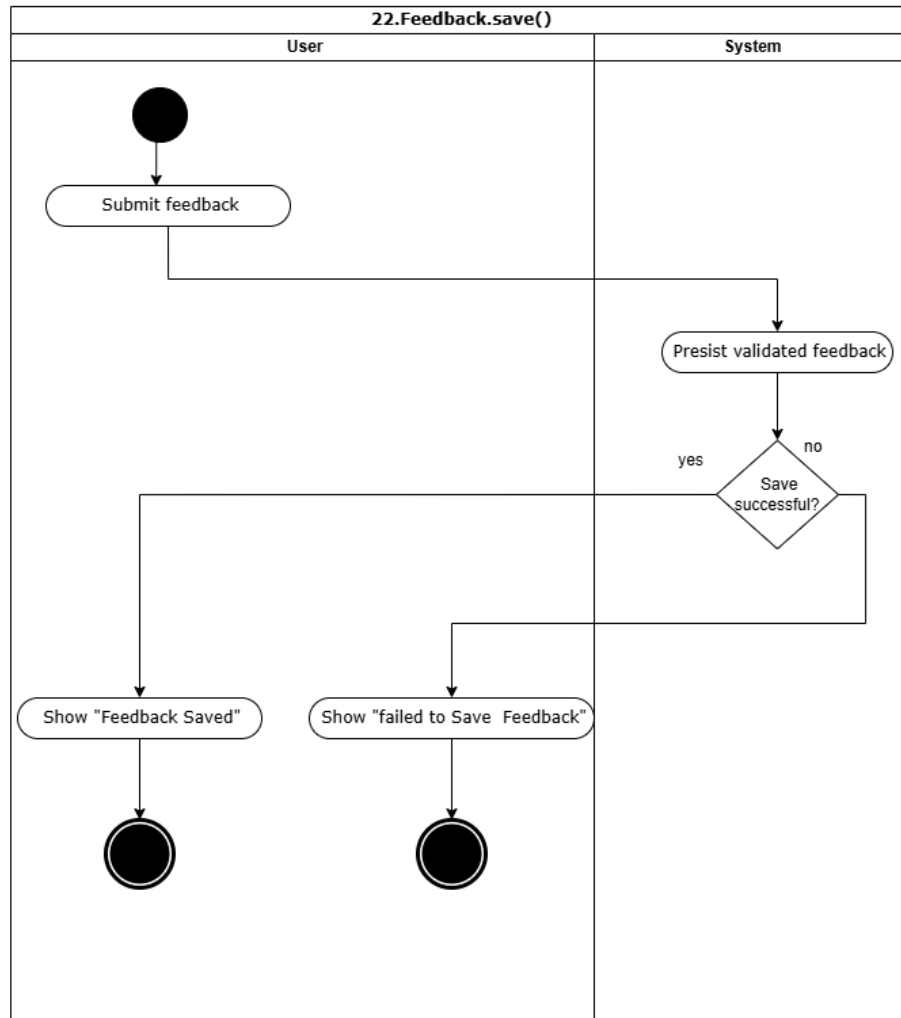 22.Feedback.save()
User
System
Submit feedback
Presist validated feedback
yes
no
Save
successful?
Show "Feedback Saved"
Show "failed to Save  Feedback"